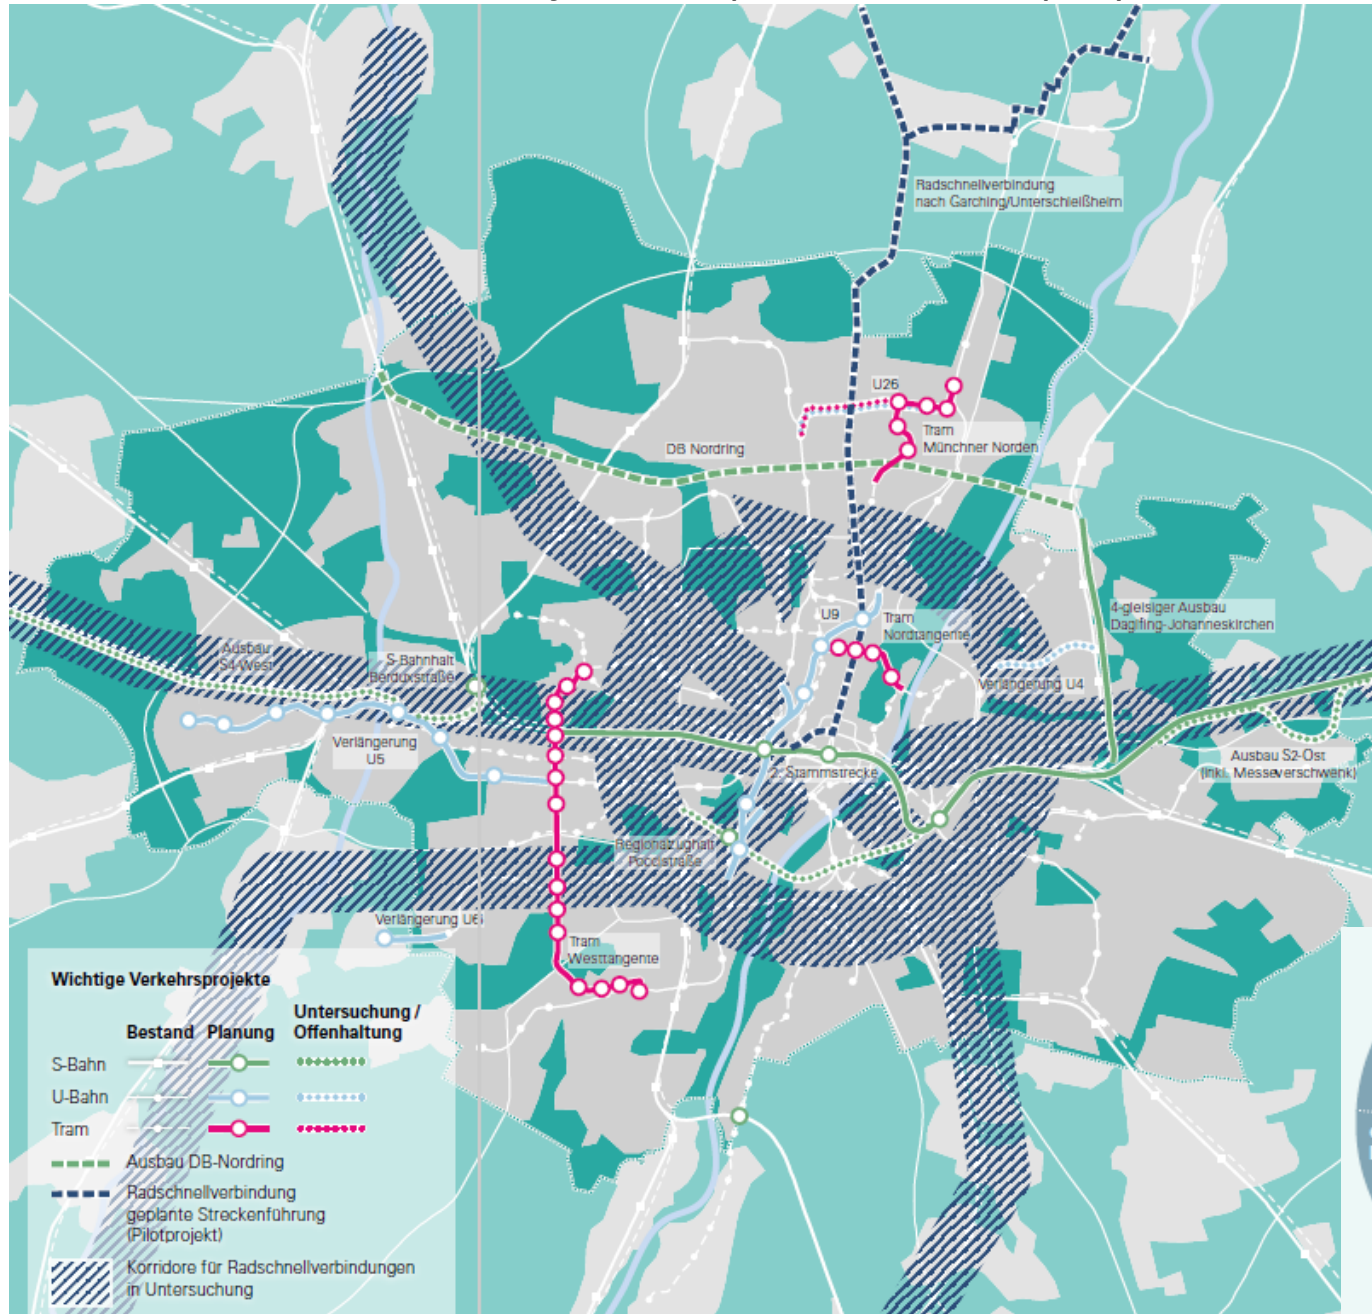 Radschnellverbindung
nach Garching/Unterschleißheim
U26
Tram
Münchner Norden
DB Nordring
U9
Tram
Nordtangente
4-gleisiger Ausbau
Daglfing-Johanneskirchen
Ausbau
S4-West
S-Bahnhalt
Berduxstraße
Verlängerung U4
Verlängerung
U5
2. Stammstrecke
Ausbau S2-Ost
(inkl. Messeverschwenk)
Regionalzughalt
Poccistraße
Verlängerung U6
Tram
Westtangente
Wichtige Verkehrsprojekte
Bestand Planung Untersuchung /
Offenhaltung
S-Bahn
U-Bahn
Tram
Ausbau DB-Nordring
Radschnellverbindung
geplante Streckenführung
(Pilotprojekt)
Korridore für Radschnellverbindungen
in Untersuchung